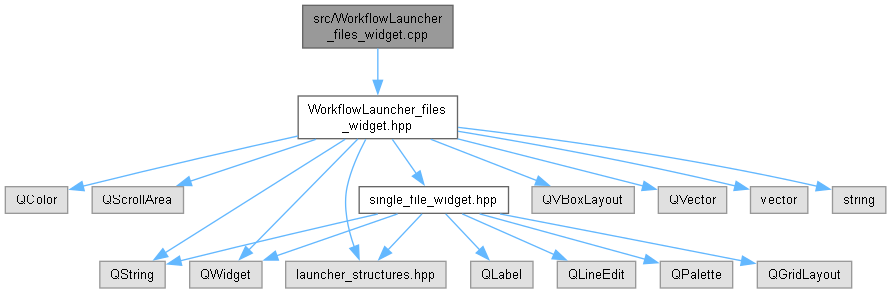 src/WorkflowLauncher
_files_widget.cpp
WorkflowLauncher_files
_widget.hpp
QColor
QScrollArea
single_file_widget.hpp
QVBoxLayout
QVector
vector
string
QString
QWidget
launcher_structures.hpp
QLabel
QLineEdit
QPalette
QGridLayout